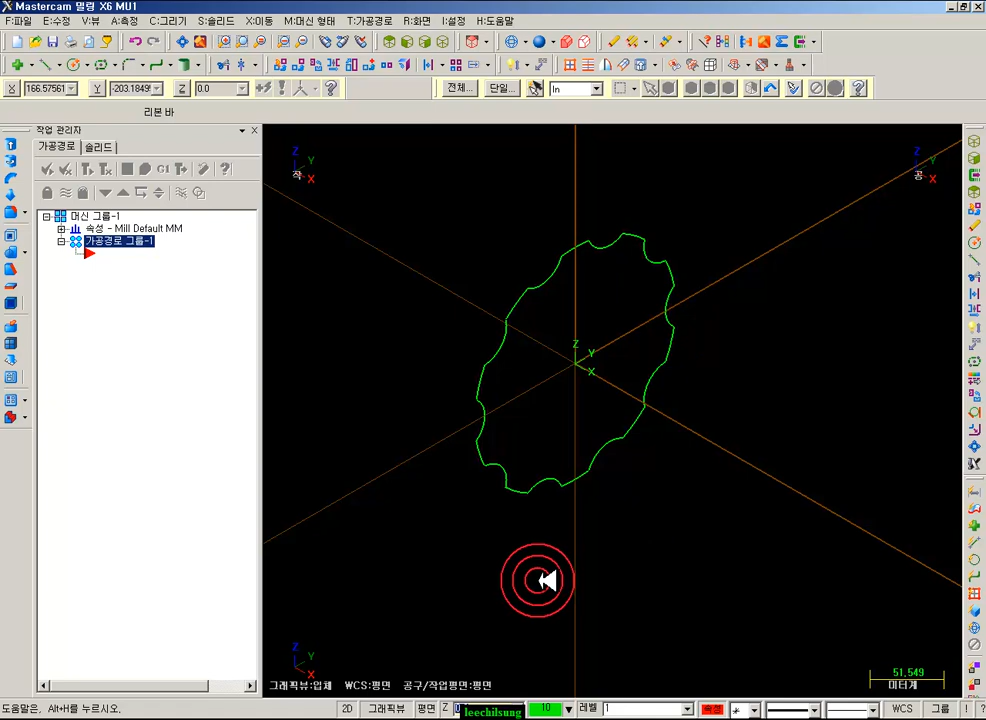 Mastercam 밀링 X6 MU1
F:파일 E:수정 V:뷰 A:측정 C:그리기 S:솔리드 X:이동 M:머신 형태 T:가공경로 R:화면 I:설정 H:도움말
X 166.57561 Y -203.18495 Z 0.0 전체... 단일... In
리본 바
작업 관리자
가공경로 솔리드
G1
머신 그룹-1
속성 - Mill Default MM
가공경로 그룹-1
Z Y X 작
Z Y X 공
Z Y X
Z Y X
그래픽뷰:입체 WCS:평면 공구/작업평면:평면
51,549
미터계
도움말은, Alt+H를 누르시오. 2D 그래픽뷰 평면 Z 10 레벨 1 속성 WCS 그룹
leechilsung